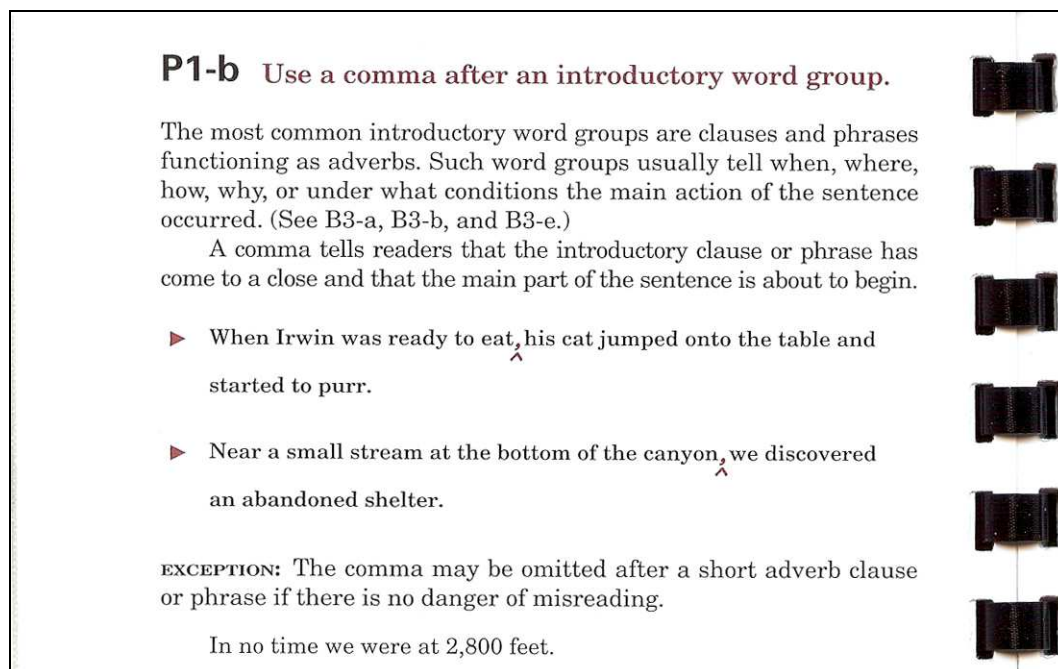 P1-b Use a comma after an introductory word group.
The most common introductory word groups are clauses and phrases
functioning as adverbs. Such word groups usually tell when, where,
how, why, or under what conditions the main action of the sentence
occurred. (See B3-a, B3-b, and B3-e.)
A comma tells readers that the introductory clause or phrase has
come to a close and that the main part of the sentence is about to begin.
▶ When Irwin was ready to eat, his cat jumped onto the table and
started to purr.
▶ Near a small stream at the bottom of the canyon, we discovered
an abandoned shelter.
EXCEPTION: The comma may be omitted after a short adverb clause
or phrase if there is no danger of misreading.
In no time we were at 2,800 feet.